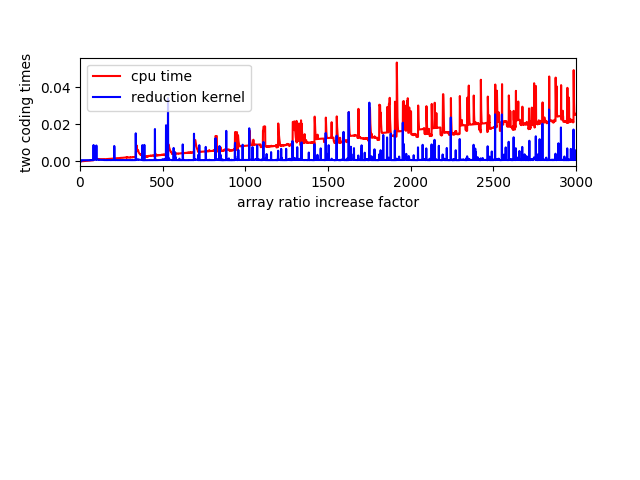 cpu time
reduction kernel
two coding times
0.04
0.02
0.00
0 500 1000 1500 2000 2500 3000
array ratio increase factor